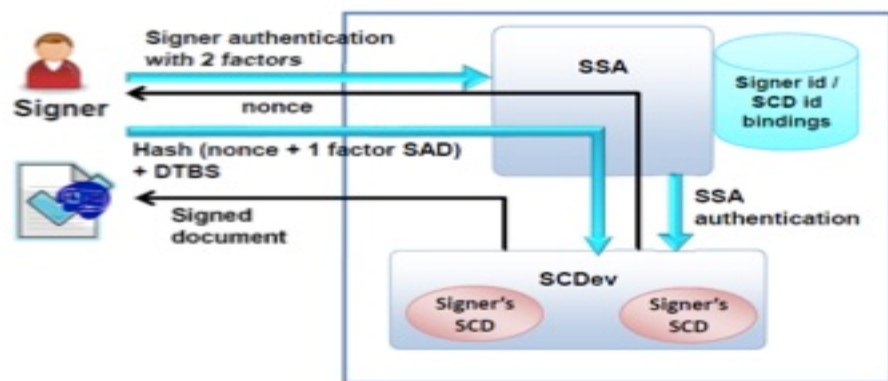 Signer authentication
with 2 factors
SSA
Signer id /
SCD id
bindings
Signer
nonce
Hash (nonce + 1 factor SAD)
+ DTBS
SSA
authentication
Signed
document
SCDev
Signer's
SCD
Signer's
SCD